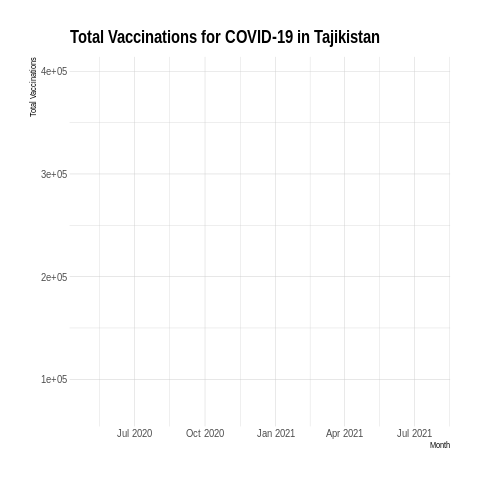 Total Vaccinations for COVID-19 in Tajikistan
Total Vaccinations
4e+05
3e+05
2e+05
1e+05
Jul 2020 Oct 2020 Jan 2021 Apr 2021 Jul 2021
Month